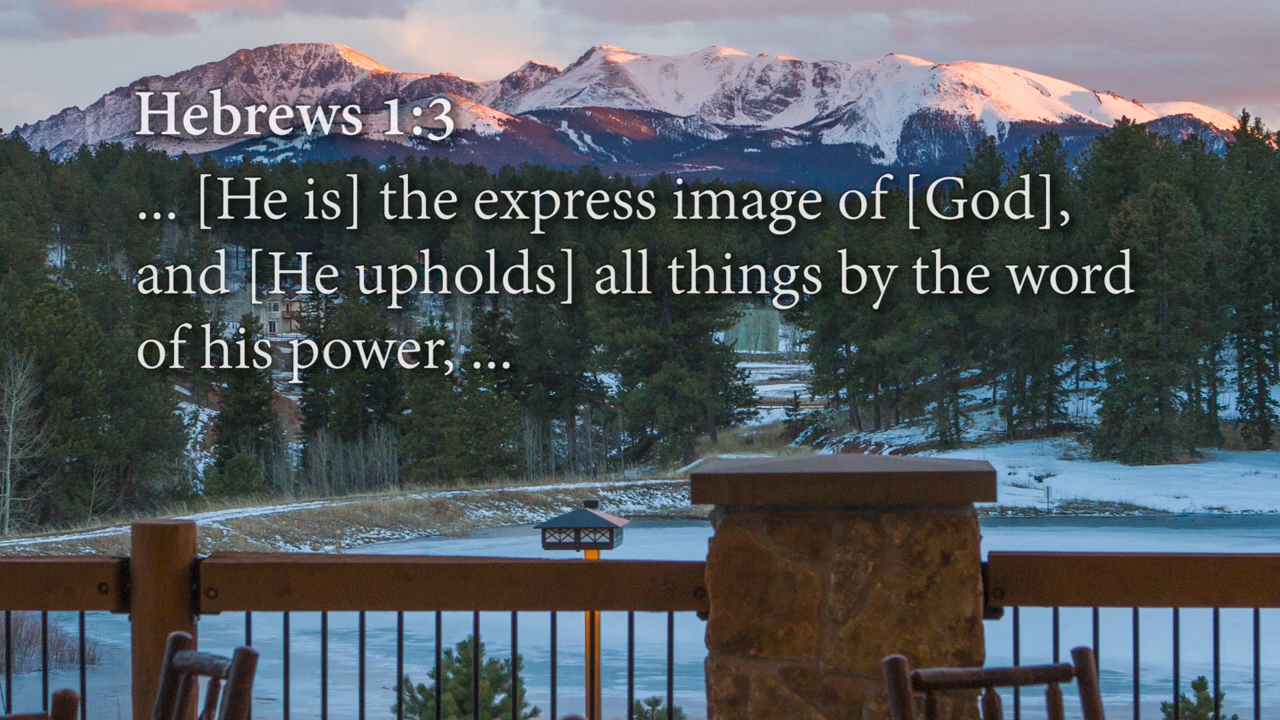 Hebrews 1:3
... [He is] the express image of [God],
and [He upholds] all things by the word
of his power, ...